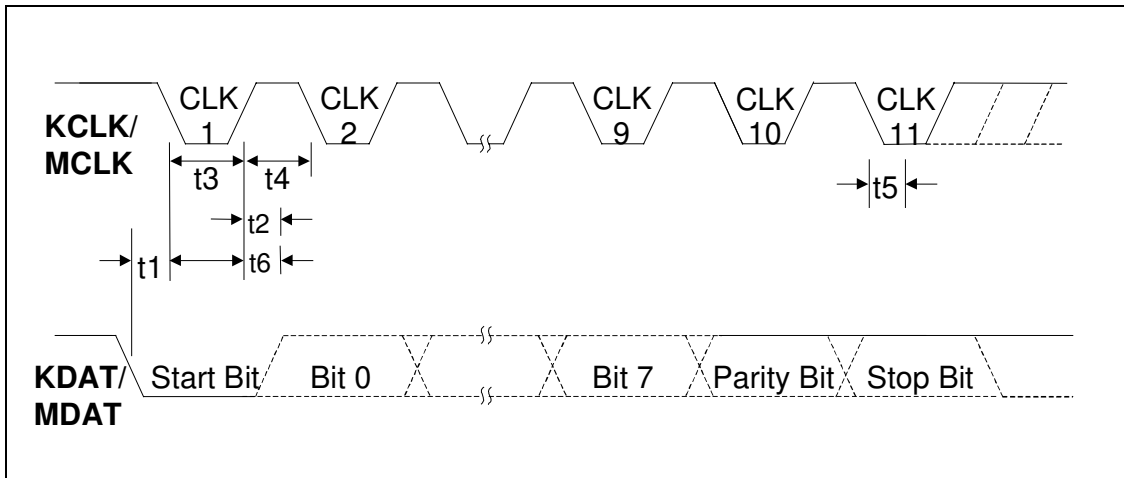 KCLK/
MCLK
CLK
1
CLK
2
CLK
9
CLK
10
CLK
11
t3
t4
t5
t2
t1
t6
KDAT/
MDAT
Start Bit
Bit 0
Bit 7
Parity Bit
Stop Bit